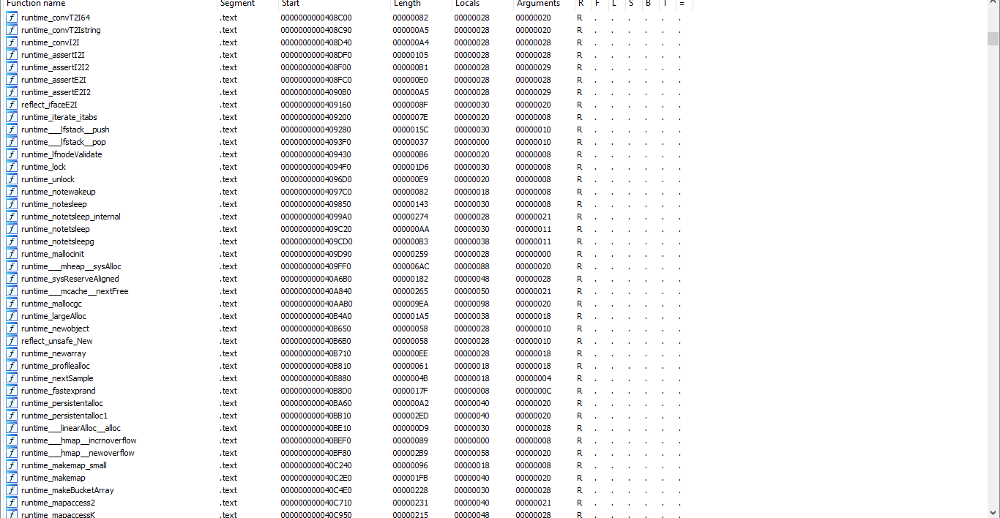 Function name Segment Start Length Locals Arguments R F L S B T =
runtime_convT2I64 .text 0000000000408C00 00000082 00000028 00000020 R . . . . . .
runtime_convT2Istring .text 0000000000408C90 000000A5 00000028 00000020 R . . . . . .
runtime_convI2I .text 0000000000408D40 000000A4 00000028 00000028 R . . . . . .
runtime_assertI2I .text 0000000000408DF0 00000105 00000028 00000028 R . . . . . .
runtime_assertI2I2 .text 0000000000408F00 000000B1 00000028 00000029 R . . . . . .
runtime_assertE2I .text 0000000000408FC0 000000E0 00000028 00000028 R . . . . . .
runtime_assertE2I2 .text 00000000004090B0 000000A5 00000028 00000029 R . . . . . .
reflect_ifaceE2I .text 0000000000409160 0000008F 00000030 00000020 R . . . . . .
runtime_iterate_itabs .text 0000000000409200 0000007E 00000020 00000008 R . . . . . .
runtime___lfstack__push .text 0000000000409280 0000015C 00000030 00000010 R . . . . . .
runtime___lfstack__pop .text 00000000004093F0 00000037 00000000 00000010 R . . . . . .
runtime_lfnodeValidate .text 0000000000409430 000000B6 00000020 00000008 R . . . . . .
runtime_lock .text 00000000004094F0 000001D6 00000030 00000008 R . . . . . .
runtime_unlock .text 00000000004096D0 000000E9 00000020 00000008 R . . . . . .
runtime_notewakeup .text 00000000004097C0 00000082 00000018 00000008 R . . . . . .
runtime_notesleep .text 0000000000409850 00000143 00000030 00000008 R . . . . . .
runtime_notetsleep_internal .text 00000000004099A0 00000274 00000028 00000021 R . . . . . .
runtime_notetsleep .text 0000000000409C20 000000AA 00000030 00000011 R . . . . . .
runtime_notetsleepg .text 0000000000409CD0 000000B3 00000038 00000011 R . . . . . .
runtime_mallocinit .text 0000000000409D90 00000259 00000028 00000000 R . . . . . .
runtime___mheap__sysAlloc .text 0000000000409FF0 000006AC 00000088 00000020 R . . . . . .
runtime_sysReserveAligned .text 000000000040A6B0 00000182 00000048 00000028 R . . . . . .
runtime___mcache__nextFree .text 000000000040A840 00000265 00000050 00000021 R . . . . . .
runtime_mallocgc .text 000000000040AAB0 000009EA 00000098 00000020 R . . . . . .
runtime_largeAlloc .text 000000000040B4A0 000001A5 00000038 00000018 R . . . . . .
runtime_newobject .text 000000000040B650 00000058 00000028 00000010 R . . . . . .
reflect_unsafe_New .text 000000000040B6B0 00000058 00000028 00000010 R . . . . . .
runtime_newarray .text 000000000040B710 000000EE 00000028 00000018 R . . . . . .
runtime_profilealloc .text 000000000040B810 00000061 00000018 00000018 R . . . . . .
runtime_nextSample .text 000000000040B880 0000004B 00000018 00000004 R . . . . . .
runtime_fastexprand .text 000000000040B8D0 0000017F 00000008 0000000C R . . . . . .
runtime_persistentalloc .text 000000000040BA60 000000A2 00000040 00000020 R . . . . . .
runtime_persistentalloc1 .text 000000000040BB10 000002ED 00000040 00000020 R . . . . . .
runtime___linearAlloc__alloc .text 000000000040BE10 000000D9 00000030 00000028 R . . . . . .
runtime___hmap__incrnoverflow .text 000000000040BEF0 00000089 00000000 00000008 R . . . . . .
runtime___hmap__newoverflow .text 000000000040BF80 000002B9 00000058 00000020 R . . . . . .
runtime_makemap_small .text 000000000040C240 00000096 00000018 00000008 R . . . . . .
runtime_makemap .text 000000000040C2E0 000001FB 00000040 00000020 R . . . . . .
runtime_makeBucketArray .text 000000000040C4E0 00000228 00000030 00000028 R . . . . . .
runtime_mapaccess2 .text 000000000040C710 00000231 00000040 00000021 R . . . . . .
runtime_mapaccessK .text 000000000040C950 00000215 00000048 00000028 R . . . . . .